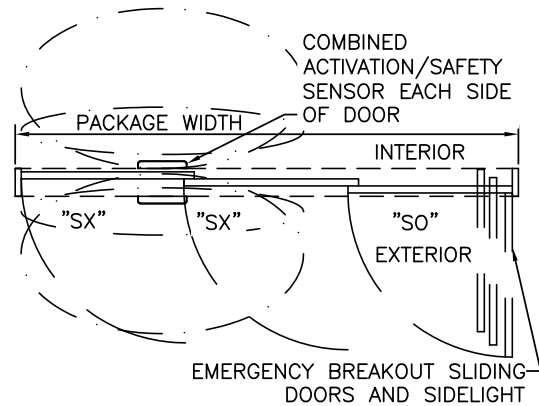 COMBINED
ACTIVATION/SAFETY
SENSOR EACH SIDE
OF DOOR
PACKAGE WIDTH
INTERIOR
"SX"
"SX"
"SO"
EXTERIOR
EMERGENCY BREAKOUT SLIDING
DOORS AND SIDELIGHT